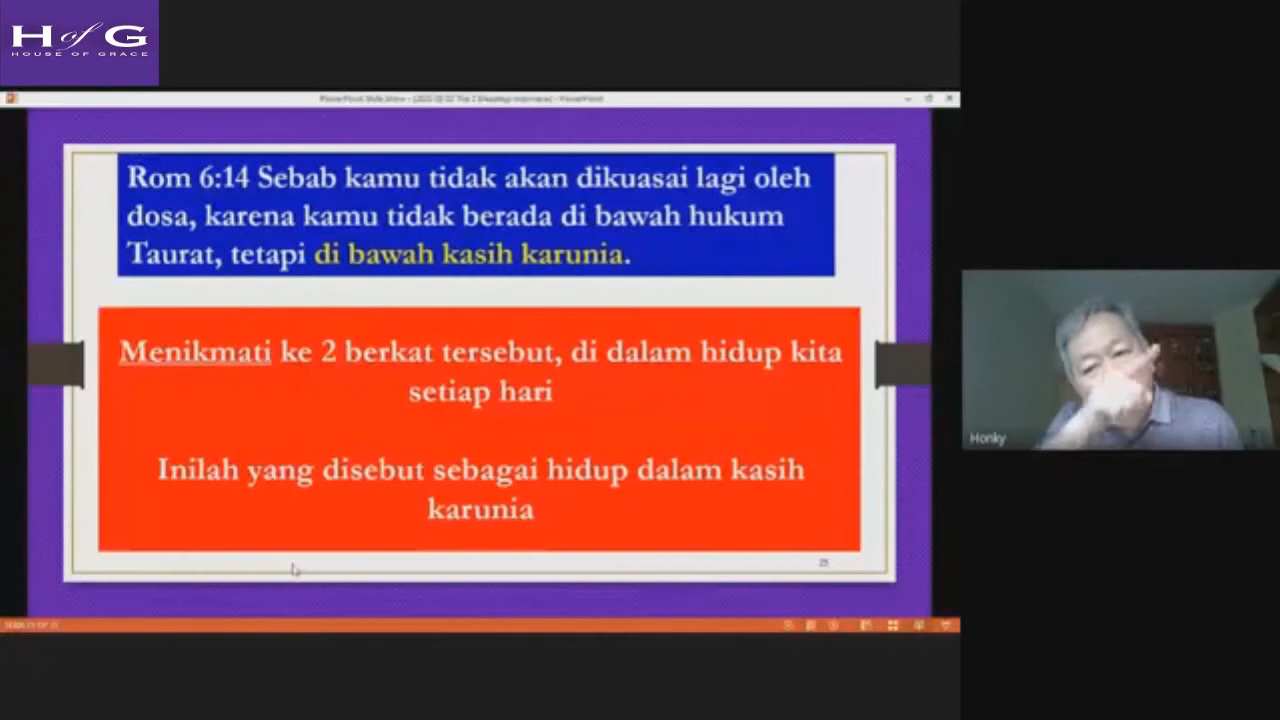 H of G
HOUSE OF GRACE
Rom 6:14 Sebab kamu tidak akan dikuasai lagi oleh
dosa, karena kamu tidak berada di bawah hukum
Taurat, tetapi di bawah kasih karunia.
Menikmati ke 2 berkat tersebut, di dalam hidup kita
setiap hari
Inilah yang disebut sebagai hidup dalam kasih
karunia
Honky